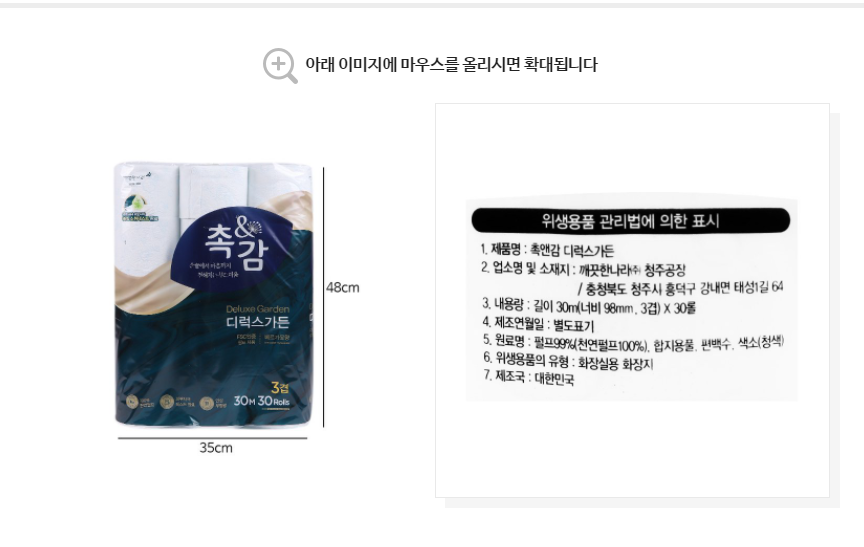 아래 이미지에 마우스를 올리시면 확대됩니다
촉&감
Deluxe Garden
디럭스가든
3겹
30M 30 Rolls
48cm
35cm
위생용품 관리법에 의한 표시
1. 제품명 : 촉앤감 디럭스가든
2. 업소명 및 소재지 : 깨끗한나라㈜ 청주공장
/ 충청북도 청주시 흥덕구 강내면 태성1길 64
3. 내용량 : 길이 30m(너비 98mm, 3겹) X 30롤
4. 제조연월일 : 별도표기
5. 원료명 : 펄프99%(천연펄프100%), 합지용풀, 편백수, 색소(청색)
6. 위생용품의 유형 : 화장실용 화장지
7. 제조국 : 대한민국